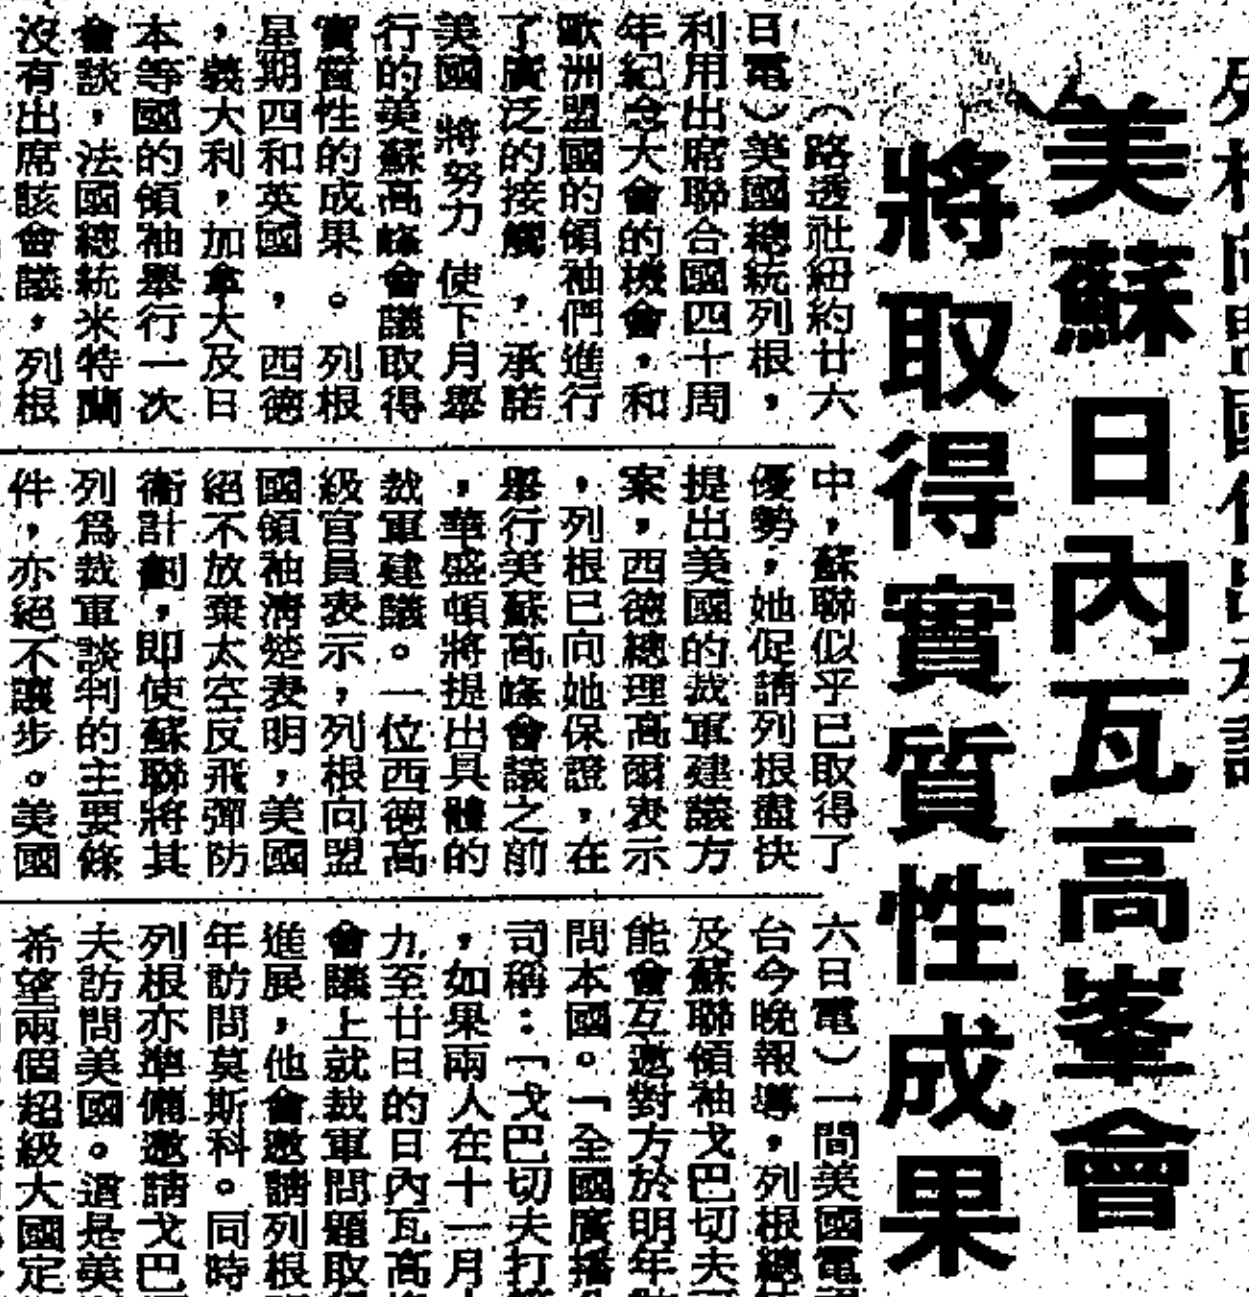 美蘇日內瓦高峯會
將取得實質性成果
（路透社紐約廿六
日電）美國總統列根，
利用出席聯合國四十周
年紀念大會的機會，和
歐洲盟國的領袖們進行
了廣泛的接觸，承諾
美國將努力使下月舉
行的美蘇高峰會議取得
實質性的成果。列根
星期四和英國，西德
，義大利，加拿大及日
本等國的領袖舉行一次
會談，法國總統米特蘭
沒有出席該會議，列根
中，蘇聯似乎已取得了
優勢，她促請列根盡快
提出美國的裁軍建議方
案，西德總理高爾表示
，列根已向她保證，在
舉行美蘇高峰會議之前
，華盛頓將提出具體的
裁軍建議。一位西德高
級官員表示，列根向盟
國領袖清楚表明，美國
絕不放棄太空反飛彈防
衛計劃，即使蘇聯將其
列爲裁軍談判的主要條
件，亦絕不讓步。美國
六日電）一間美國電
台今晚報導，列根總
及蘇聯領袖戈巴切夫
能會互邀對方於明年
問本國。「全國廣播
司稱：「戈巴切夫打
，如果兩人在十一月
九至廿日的日內瓦高
會議上就裁軍問題取
進展，他會邀請列根
年訪問莫斯科。同時
列根亦準備邀請戈巴
夫訪問美國。這是美
希望兩個超級大國定